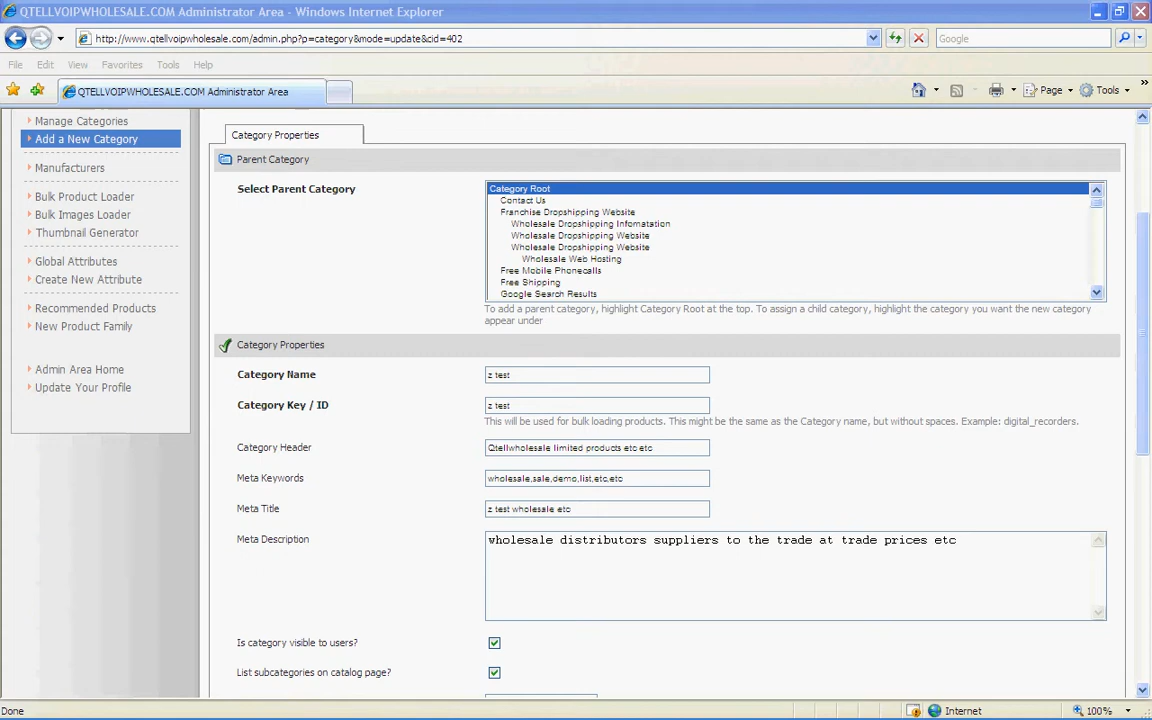 QTELLVOIPWHOLESALE.COM Administrator Area - Windows Internet Explorer
http://www.qtellvoipwholesale.com/admin.php?p=category&mode=update&cid=402
Google
File Edit View Favorites Tools Help
QTELLVOIPWHOLESALE.COM Administrator Area
Page Tools
Manage Categories
Add a New Category
Manufacturers
Bulk Product Loader
Bulk Images Loader
Thumbnail Generator
Global Attributes
Create New Attribute
Recommended Products
New Product Family
Admin Area Home
Update Your Profile
Category Properties
Parent Category
Select Parent Category
Category Root
Contact Us
Franchise Dropshipping Website
Wholesale Dropshipping Infomatation
Wholesale Dropshipping Website
Wholesale Dropshipping Website
Wholesale Web Hosting
Free Mobile Phonecalls
Free Shipping
Google Search Results
To add a parent category, highlight Category Root at the top. To assign a child category, highlight the category you want the new category
appear under
Category Properties
Category Name
z test
Category Key / ID
z test
This will be used for bulk loading products. This might be the same as the Category name, but without spaces. Example: digital_recorders.
Category Header
Qtellwholesale limited products etc etc
Meta Keywords
wholesale,sale,demo,list,etc,etc
Meta Title
z test wholesale etc
Meta Description
wholesale distributors suppliers to the trade at trade prices etc
Is category visible to users?
List subcategories on catalog page?
Done
Internet
100%